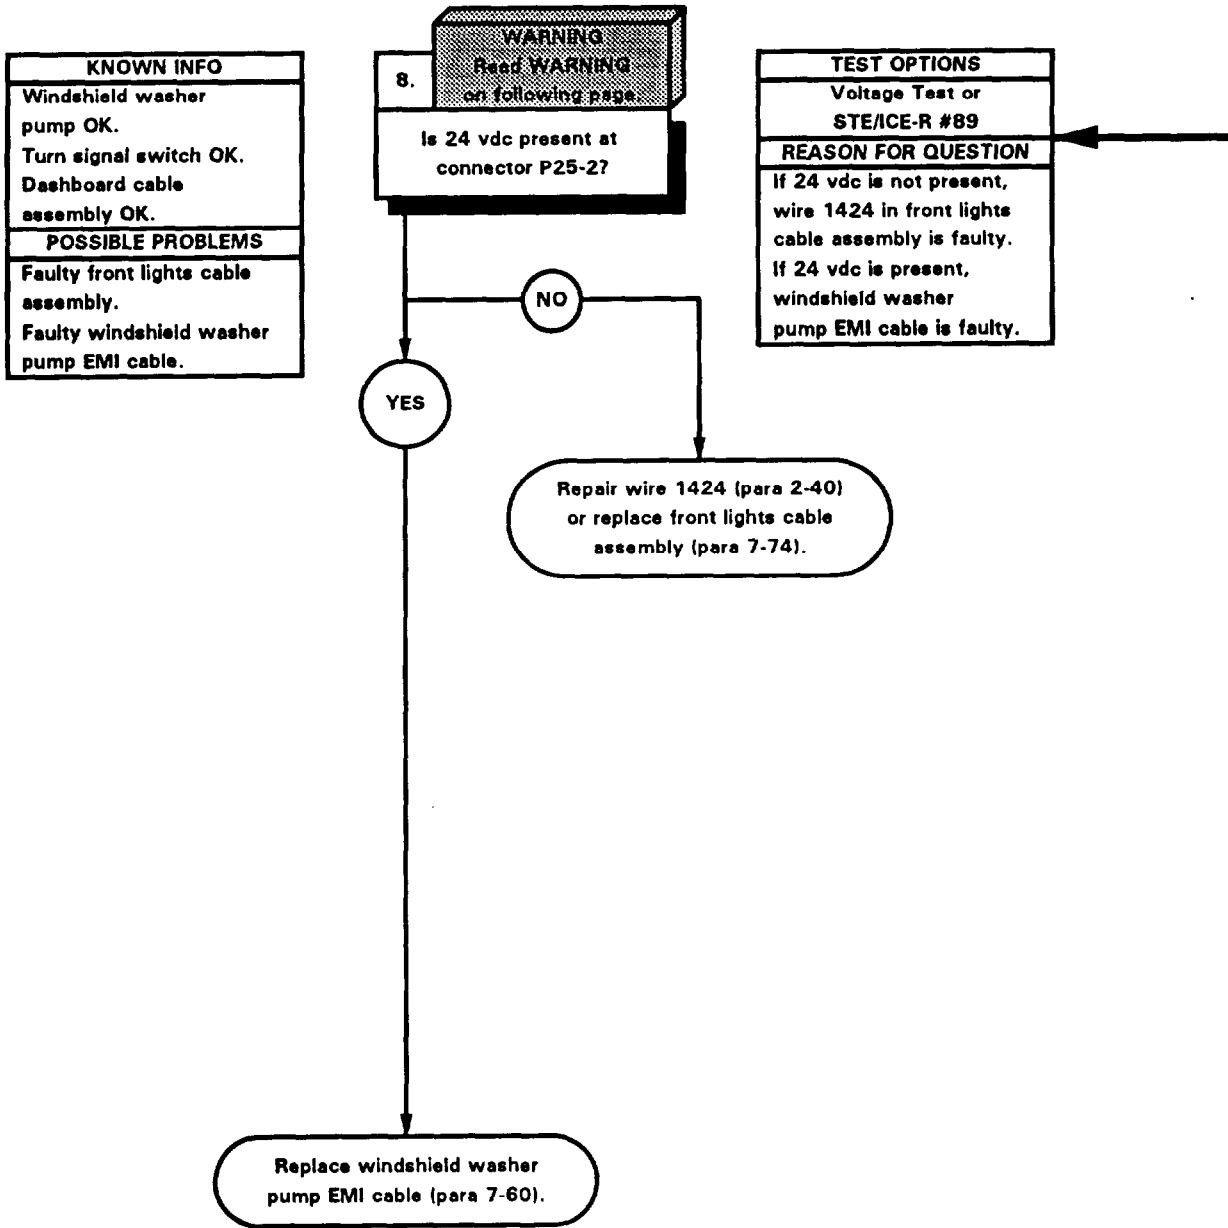 KNOWN INFO
Windshield washer
pump OK.
Turn signal switch OK.
Dashboard cable
assembly OK.
POSSIBLE PROBLEMS
Faulty front lights cable
assembly.
Faulty windshield washer
pump EMI cable.
8.
WARNING
Read WARNING
on following page
Is 24 vdc present at
connector P25-2?
TEST OPTIONS
Voltage Test or
STE/ICE-R #89
REASON FOR QUESTION
If 24 vdc is not present,
wire 1424 in front lights
cable assembly is faulty.
If 24 vdc is present,
windshield washer
pump EMI cable is faulty.
NO
YES
Repair wire 1424 (para 2-40)
or replace front lights cable
assembly (para 7-74).
Replace windshield washer
pump EMI cable (para 7-60).